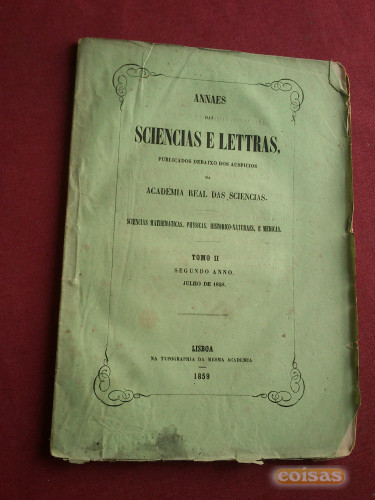 ANNAES
DAS
SCIENCIAS E LETTRAS,
PUBLICADOS DEBAIXO DOS AUSPICIOS
DA
ACADEMIA REAL DAS SCIENCIAS.
SCIENCIAS MATHEMATICAS, PHYSICAS, HISTORICO-NATURAES, E MEDICAS.
TOMO II
SEGUNDO ANNO.
JULHO DE 1858.
LISBOA
NA TYPOGRAPHIA DA MESMA ACADEMIA
1859
coisas